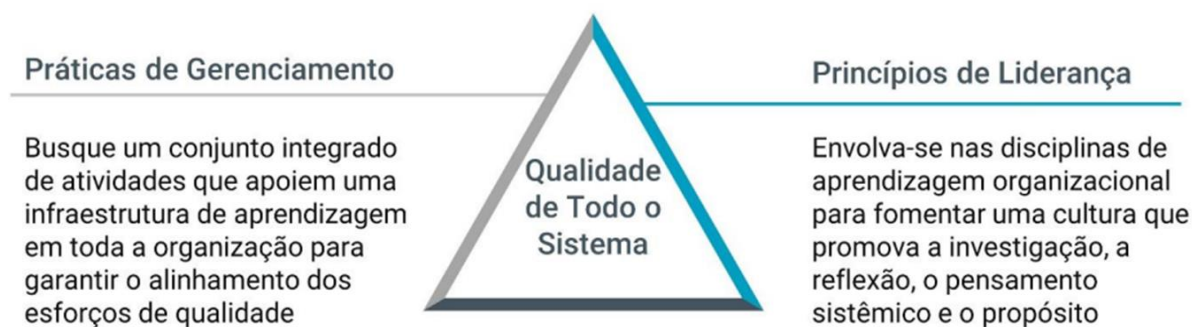 Práticas de Gerenciamento
Busque um conjunto integrado
de atividades que apoiem uma
infraestrutura de aprendizagem
em toda a organização para
garantir o alinhamento dos
esforços de qualidade
Qualidade
de Todo o
Sistema
Princípios de Liderança
Envolva-se nas disciplinas de
aprendizagem organizacional
para fomentar uma cultura que
promova a investigação, a
reflexão, o pensamento
sistêmico e o propósito